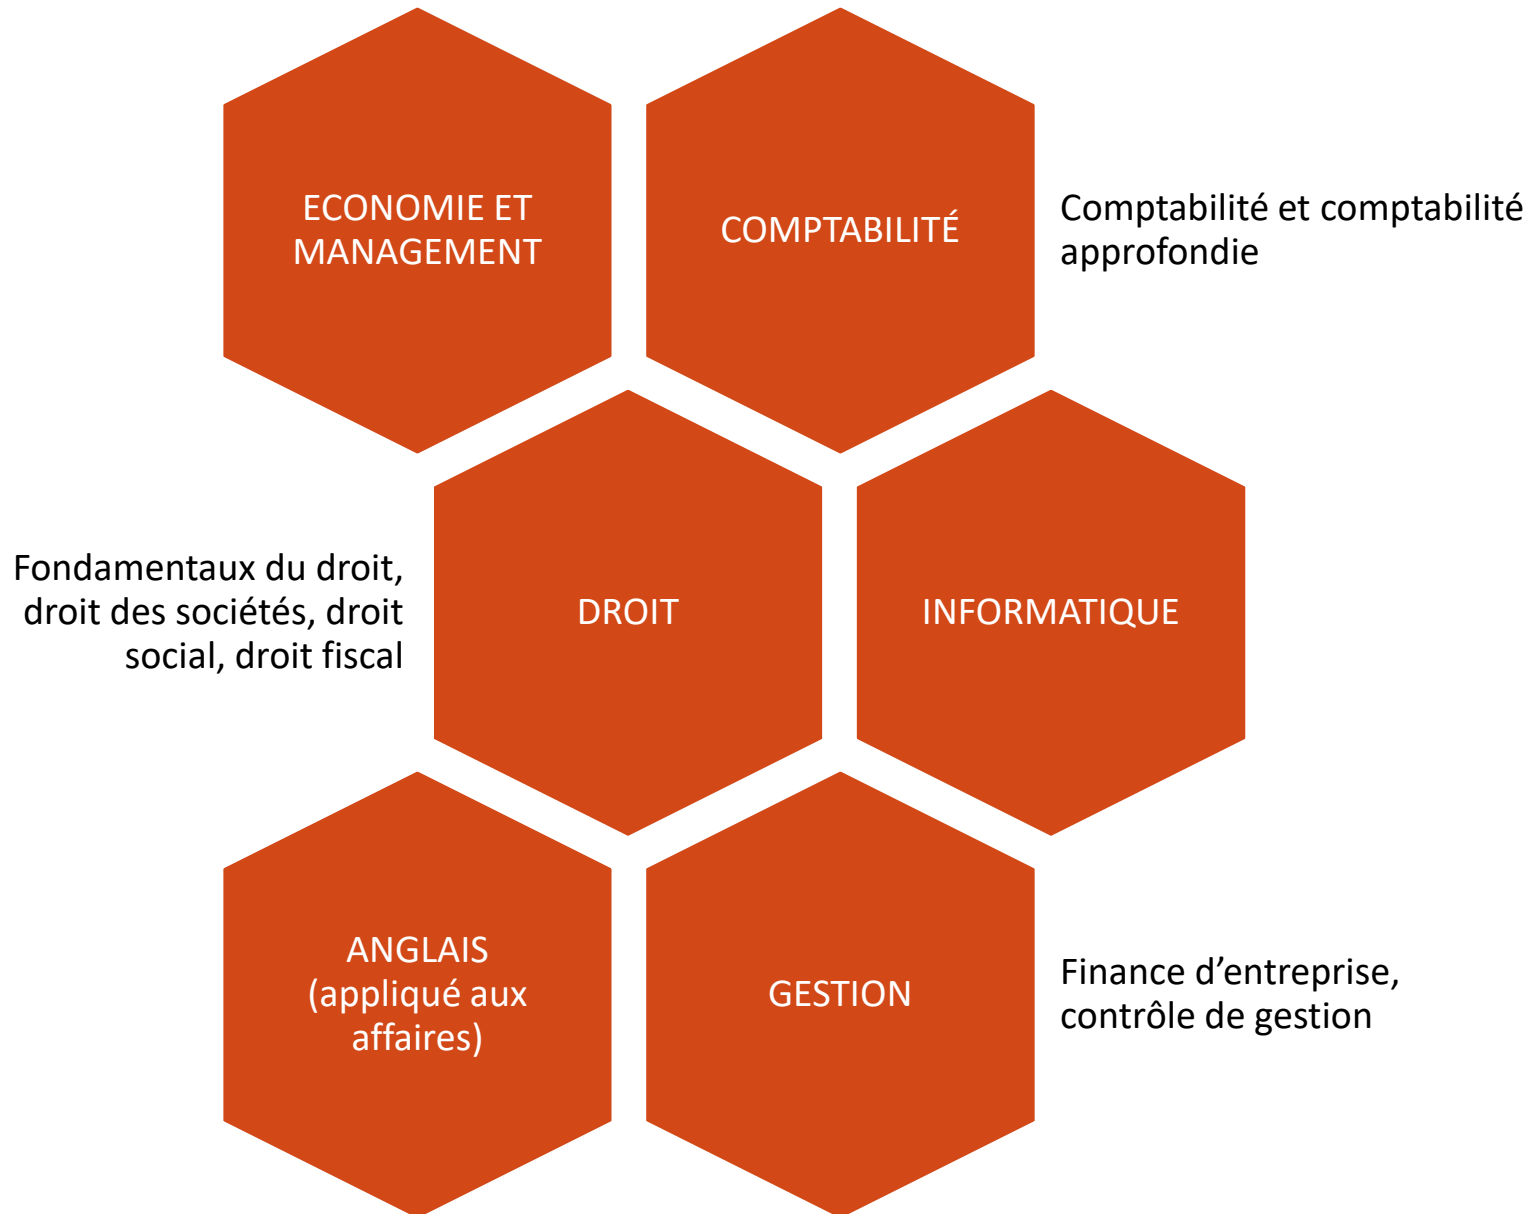 ECONOMIE ET
MANAGEMENT
COMPTABILITÉ
Comptabilité et comptabilité
approfondie
Fondamentaux du droit,
droit des sociétés, droit
social, droit fiscal
DROIT
INFORMATIQUE
ANGLAIS
(appliqué aux
affaires)
GESTION
Finance d’entreprise,
contrôle de gestion